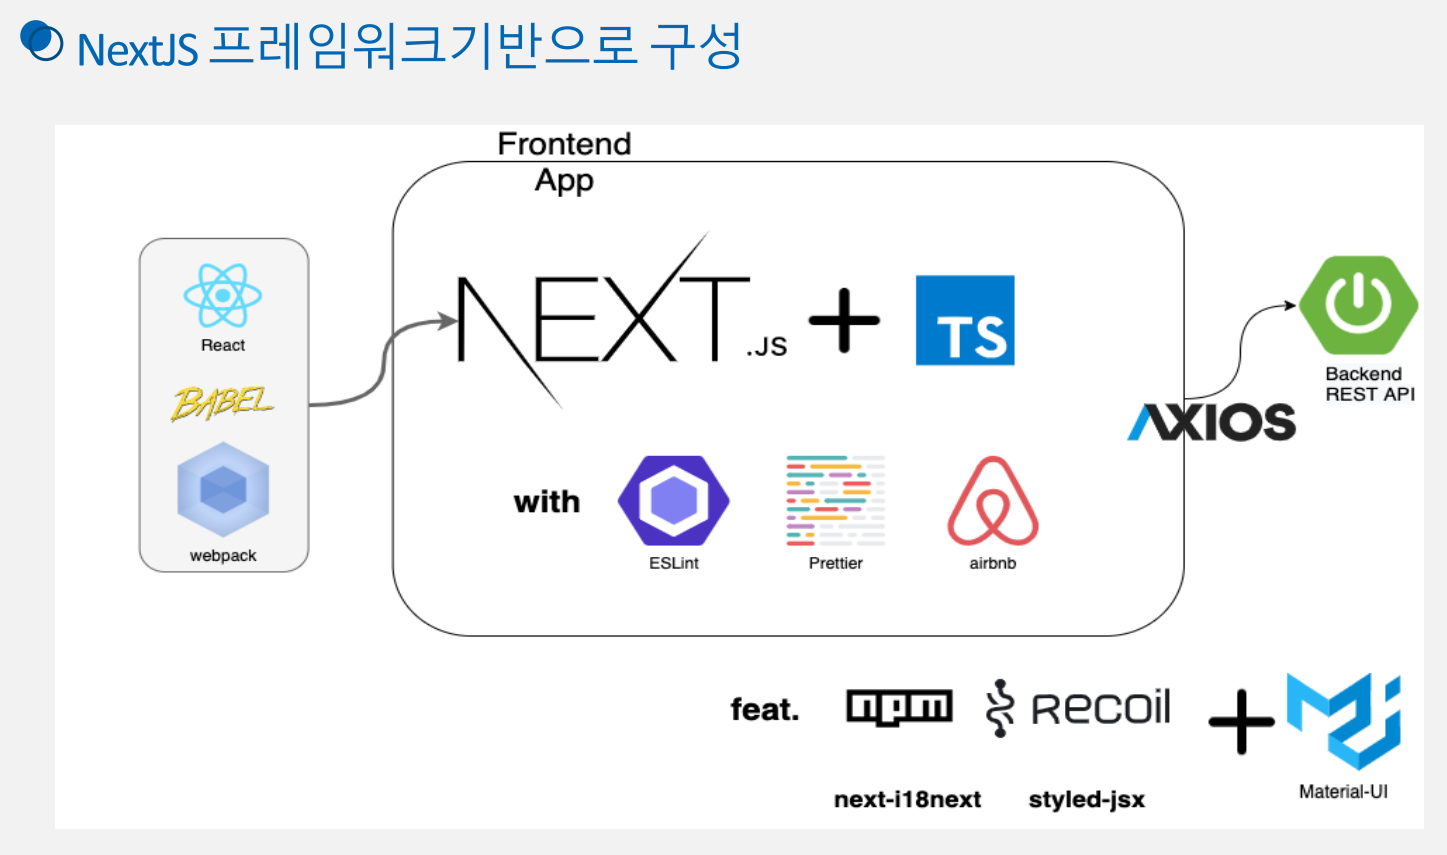 NextJS 프레임워크기반으로 구성
Frontend
App
React
BABEL
webpack
NEXT.JS
TS
AXIOS
Backend
REST API
with
ESLint
Prettier
airbnb
feat.
npm
RECOIL
next-i18next
styled-jsx
Material-UI